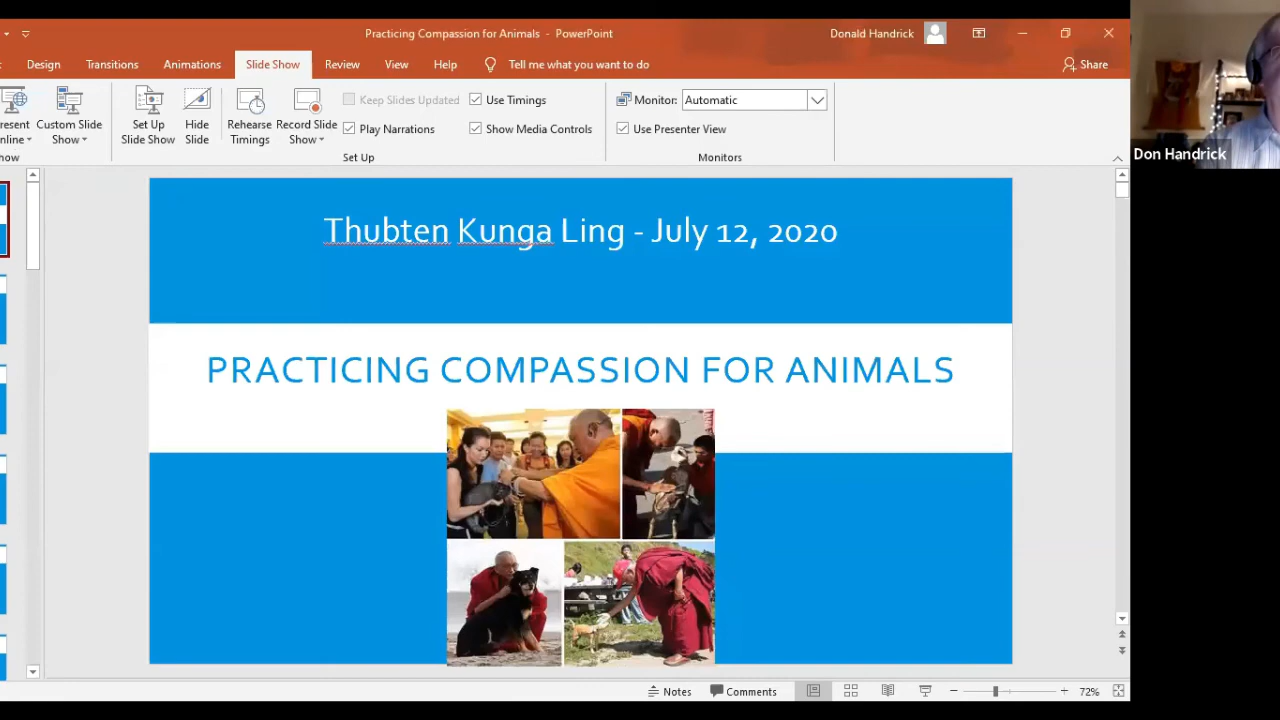 Practicing Compassion for Animals - PowerPoint
Donald Handrick
Design
Transitions
Animations
Slide Show
Review
View
Help
Tell me what you want to do
Share
Custom Slide
Show
Set Up
Slide Show
Hide
Slide
Rehearse
Timings
Record Slide
Show
Keep Slides Updated
Play Narrations
Use Timings
Show Media Controls
Set Up
Monitor: Automatic
Use Presenter View
Monitors
Don Handrick
Thubten Kunga Ling - July 12, 2020
PRACTICING COMPASSION FOR ANIMALS
Notes
Comments
72%